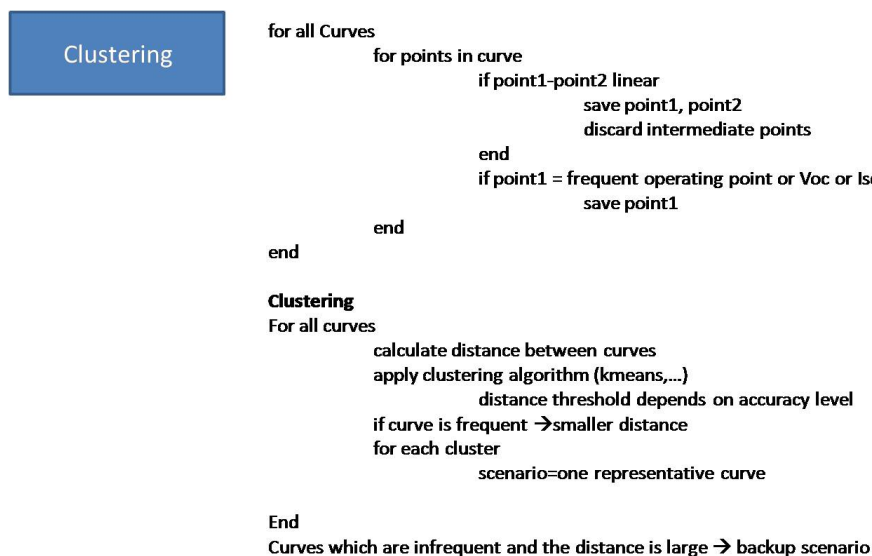 Clustering
for all Curves
for points in curve
if point1-point2 linear
save point1, point2
discard intermediate points
end
if point1 = frequent operating point or Voc or
save point1
end
end
Clustering
For all curves
calculate distance between curves
apply clustering algorithm (kmeans,...)
distance threshold depends on accuracy level
if curve is frequent →smaller distance
for each cluster
scenario=one representative curve
End
Curves which are infrequent and the distance is large → backup scenario